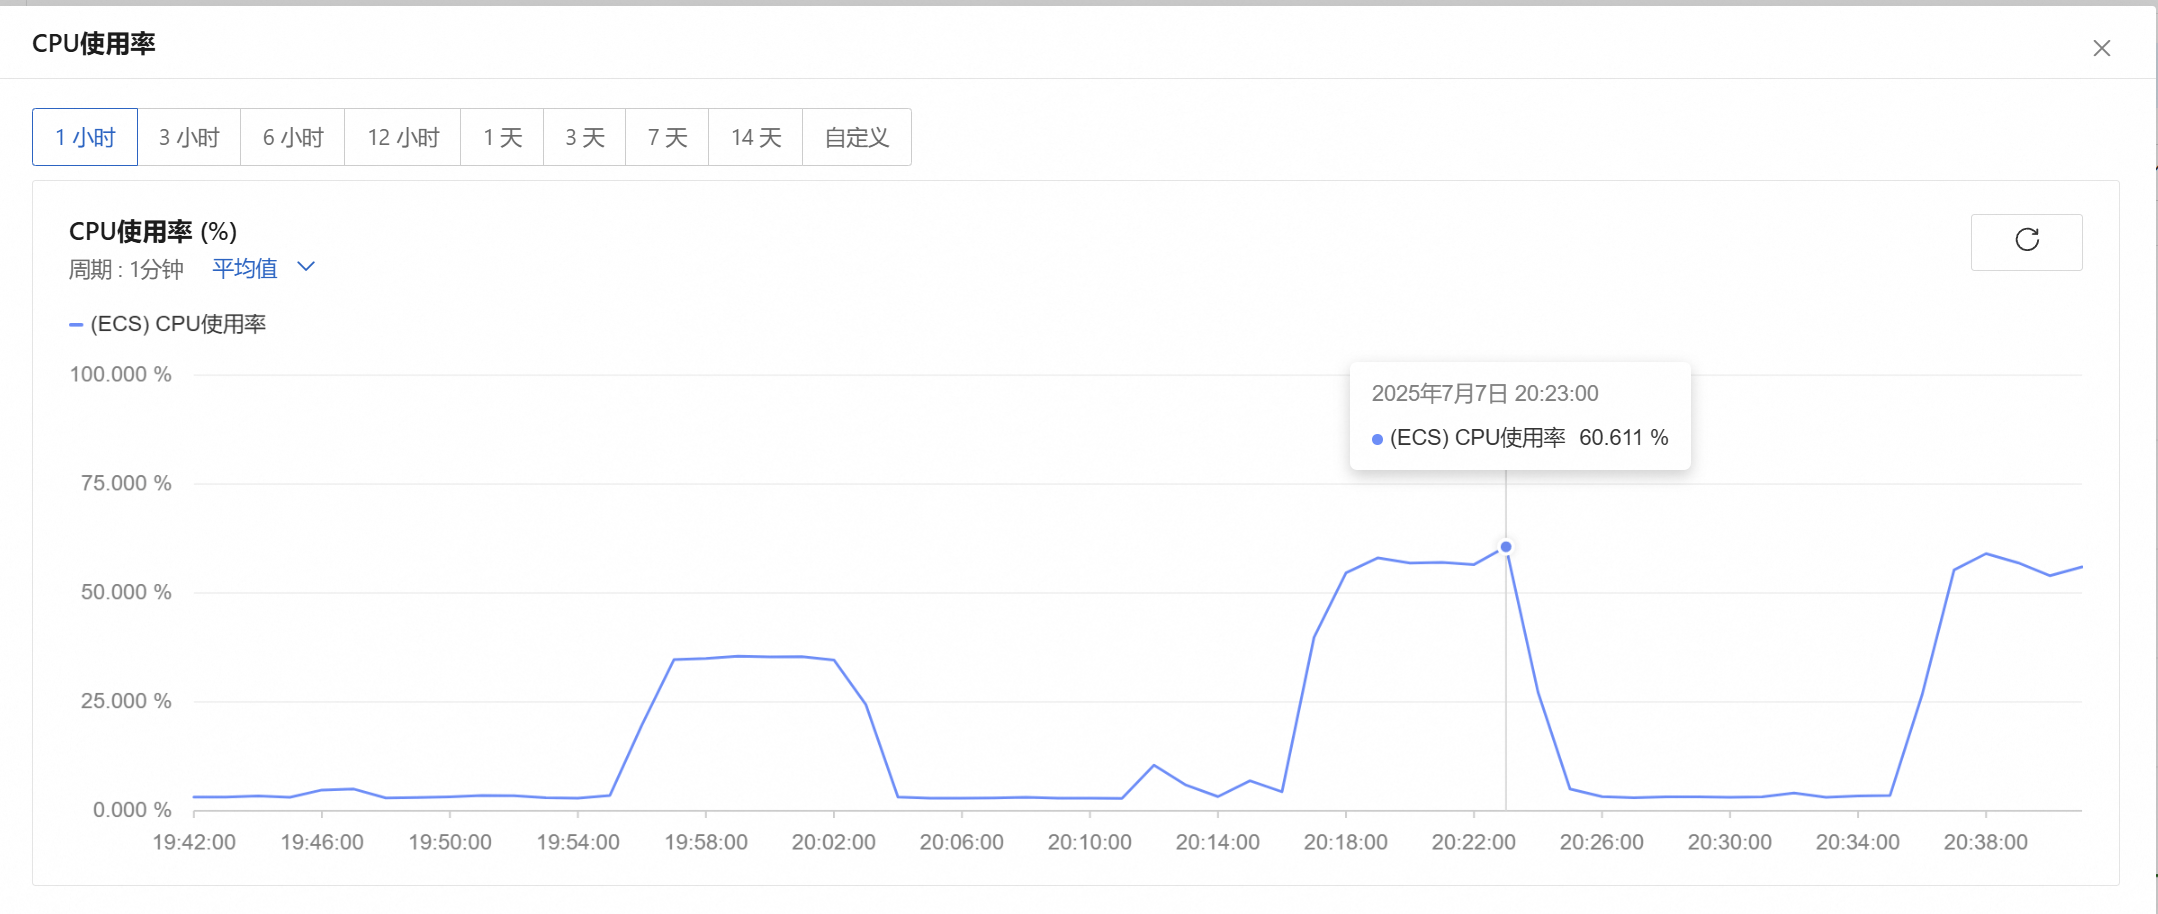 CPU使用率
1 小时 3 小时 6 小时 12 小时 1 天 3 天 7 天 14 天 自定义
CPU使用率 (%)
周期 : 1分钟 平均值
(ECS) CPU使用率
100.000 %
75.000 %
50.000 %
25.000 %
0.000 %
2025年7月7日 20:23:00
(ECS) CPU使用率 60.611 %
19:42:00 19:46:00 19:50:00 19:54:00 19:58:00 20:02:00 20:06:00 20:10:00 20:14:00 20:18:00 20:22:00 20:26:00 20:30:00 20:34:00 20:38:00